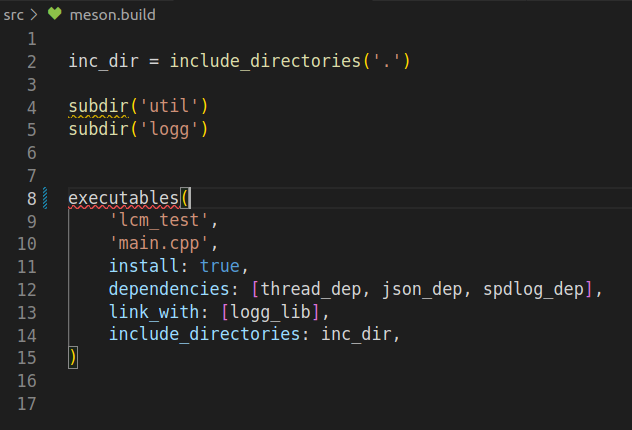 src > meson.build
1
2 inc_dir = include_directories('.')
3
4 subdir('util')
5 subdir('logg')
6
7
8 executables(
9     'lcm_test',
10     'main.cpp',
11     install: true,
12     dependencies: [thread_dep, json_dep, spdlog_dep],
13     link_with: [logg_lib],
14     include_directories: inc_dir,
15 )
16
17